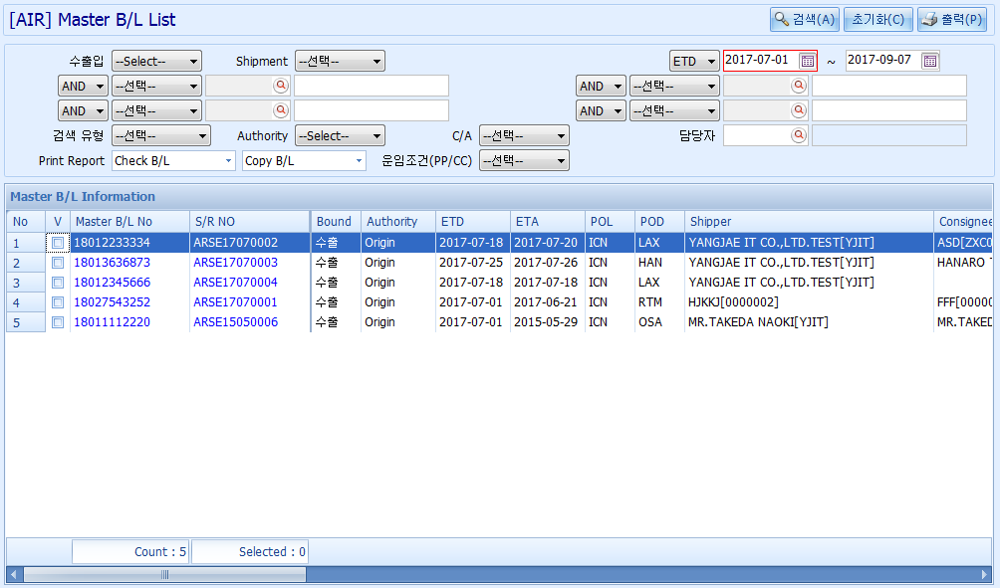 [AIR] Master B/L List 검색(A) 초기화(C) 출력(P)
수출입 --Select-- Shipment --선택-- ETD 2017-07-01 ~ 2017-09-07
AND --선택-- AND --선택--
AND --선택-- AND --선택--
검색 유형 --선택-- Authority --Select-- C/A --선택-- 담당자
Print Report Check B/L Copy B/L 운임조건(PP/CC) --선택--
Master B/L Information
No V Master B/L No S/R NO Bound Authority ETD ETA POL POD Shipper Consignee
1 18012233334 ARSE17070002 수출 Origin 2017-07-18 2017-07-20 ICN LAX YANGJAE IT CO.,LTD.TEST[YJIT] ASD[ZXC0
2 18013636873 ARSE17070003 수출 Origin 2017-07-25 2017-07-26 ICN HAN YANGJAE IT CO.,LTD.TEST[YJIT] HANARO
3 18012345666 ARSE17070004 수출 Origin 2017-07-18 2017-07-18 ICN LAX YANGJAE IT CO.,LTD.TEST[YJIT]
4 18027543252 ARSE17070001 수출 Origin 2017-07-01 2017-06-21 ICN RTM HJKKJ[0000002] FFF[0000
5 18011112220 ARSE15050006 수출 Origin 2017-07-01 2015-05-29 ICN OSA MR.TAKEDA NAOKI[YJIT] MR.TAKED
Count : 5 Selected : 0